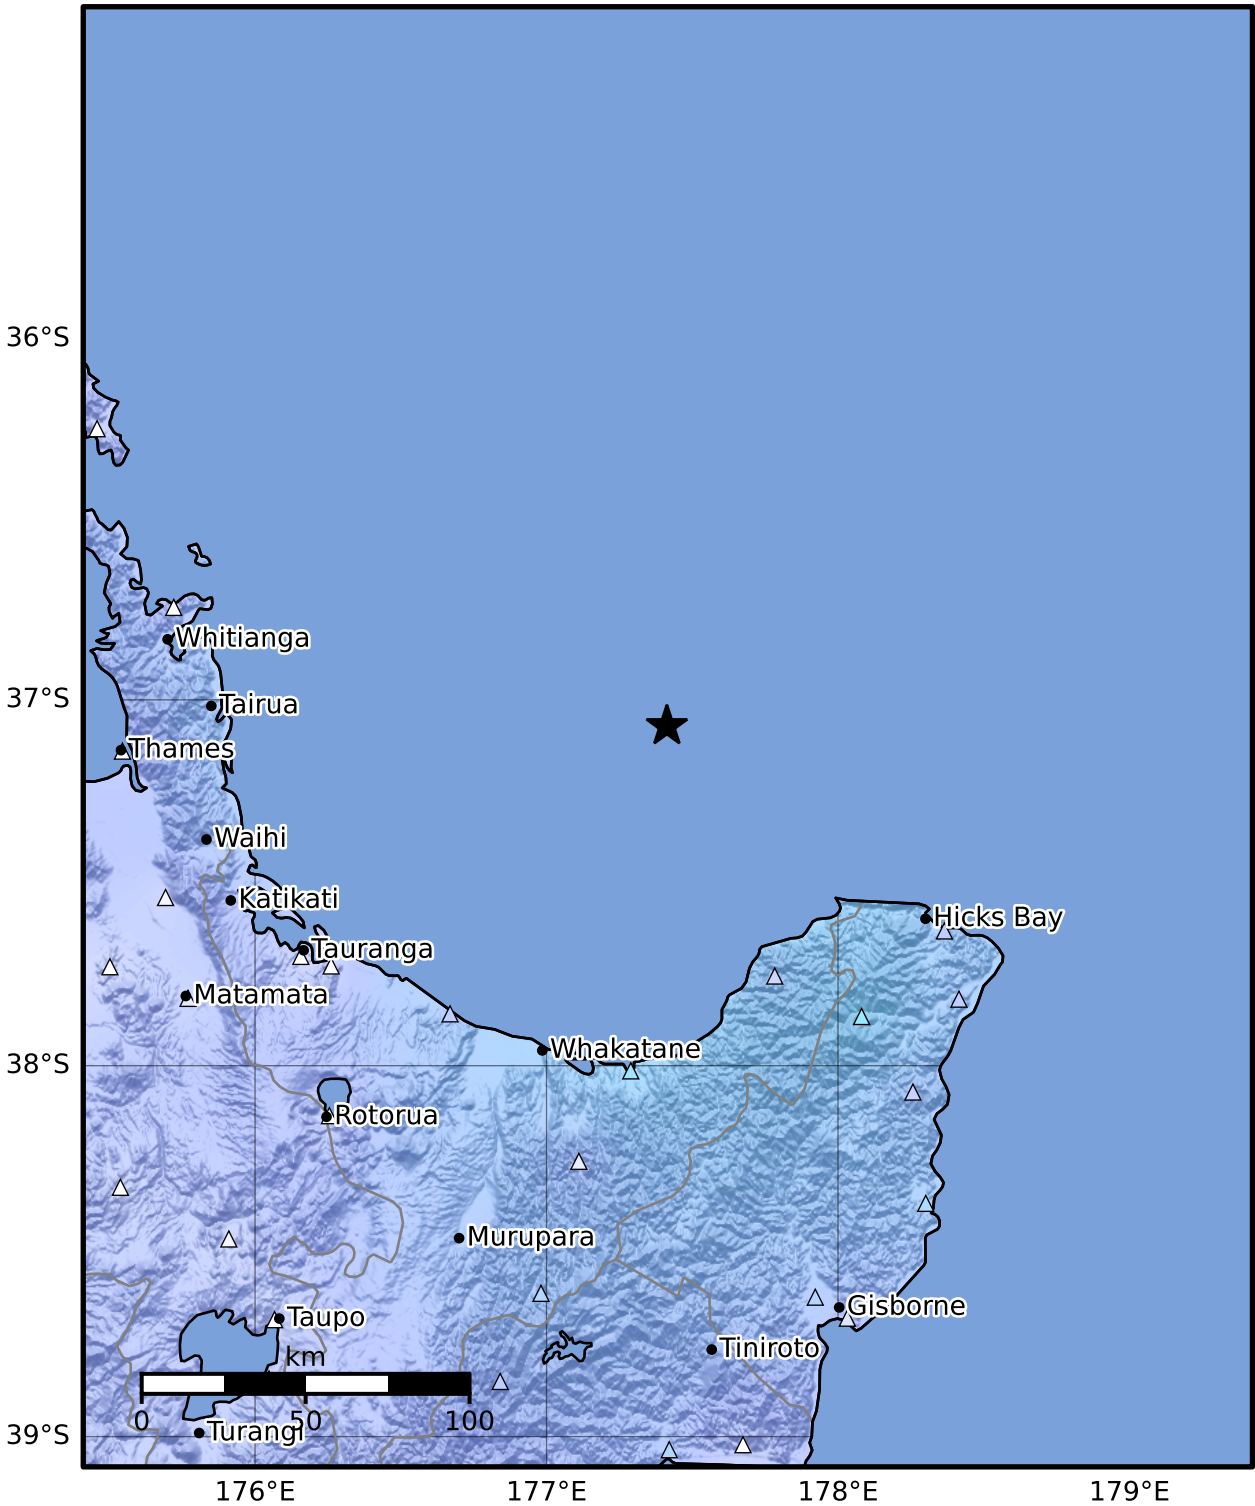 36°S
Whitianga
37°S
Tairua
Thames
Waihi
Katikati
Hicks Bay
Tauranga
Matamata
Whakatane
38°S
Rotorua
Murupara
Gisborne
Taupo
Tiniroto
km
0 50 100
Turangi
39°S
176°E 177°E 178°E 179°E